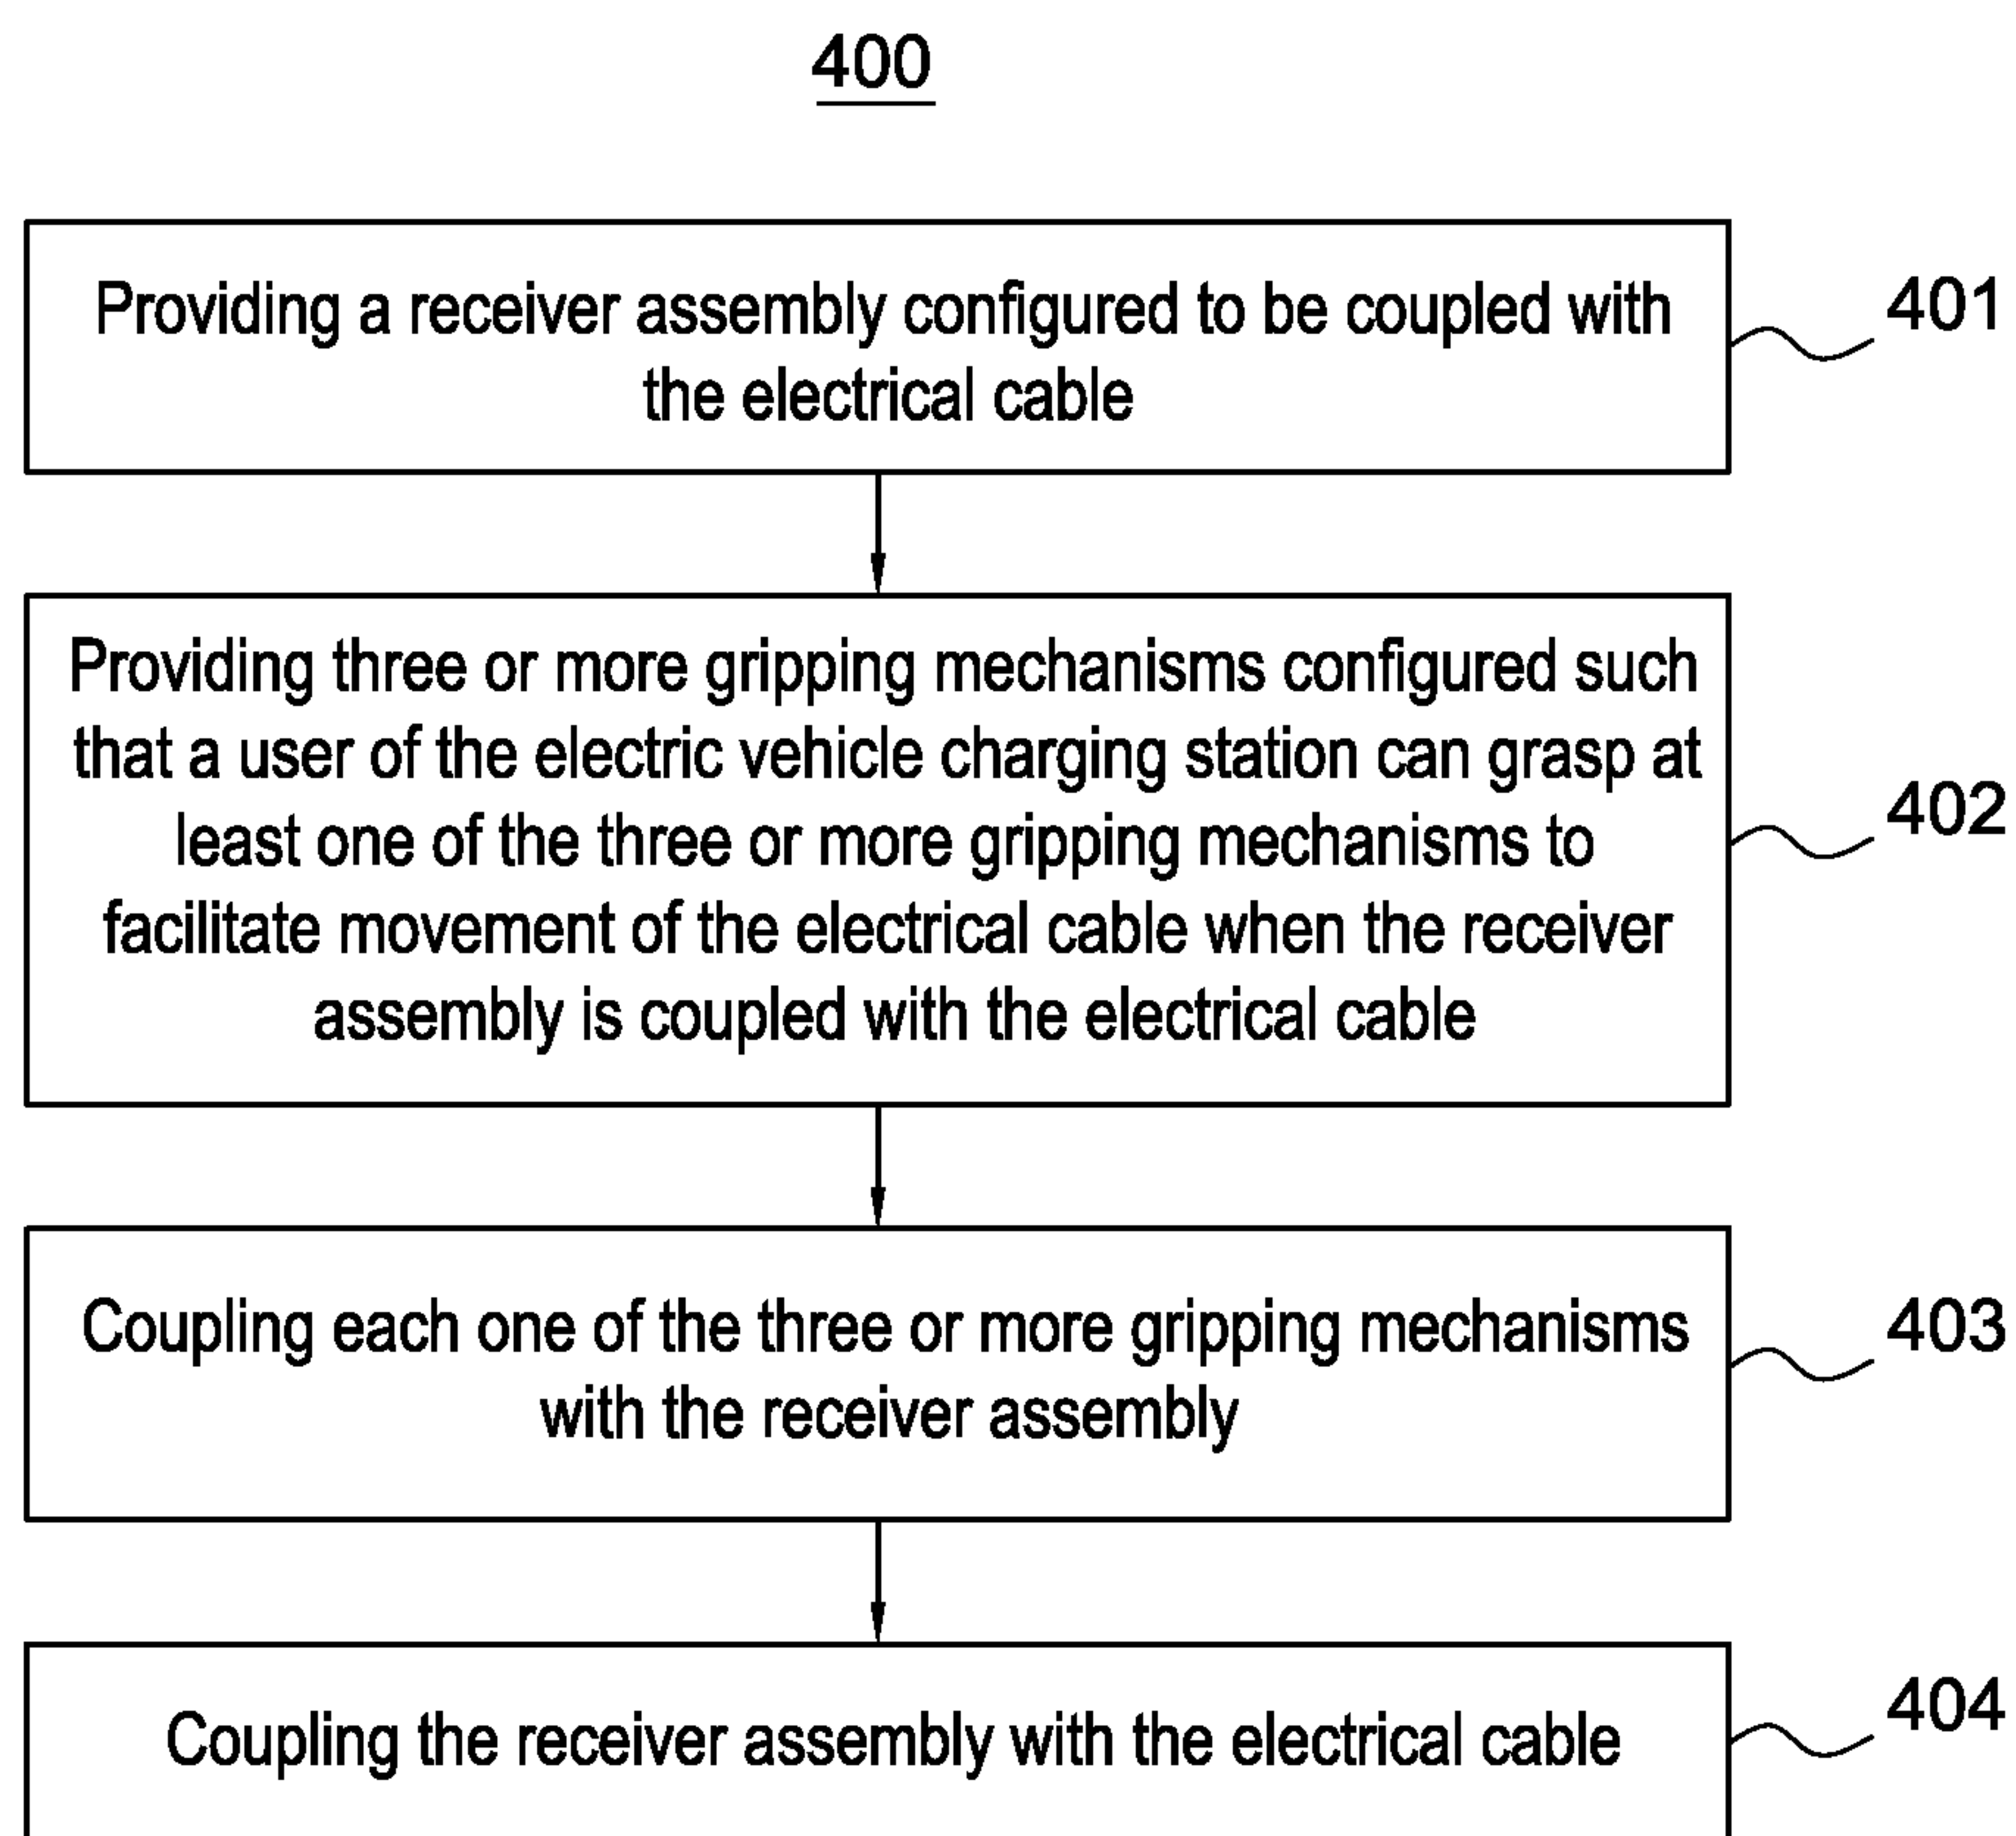 400
Providing a receiver assembly configured to be coupled with
the electrical cable
401
Providing three or more gripping mechanisms configured such
that a user of the electric vehicle charging station can grasp at
least one of the three or more gripping mechanisms to
facilitate movement of the electrical cable when the receiver
assembly is coupled with the electrical cable
402
Coupling each one of the three or more gripping mechanisms
with the receiver assembly
403
Coupling the receiver assembly with the electrical cable
404